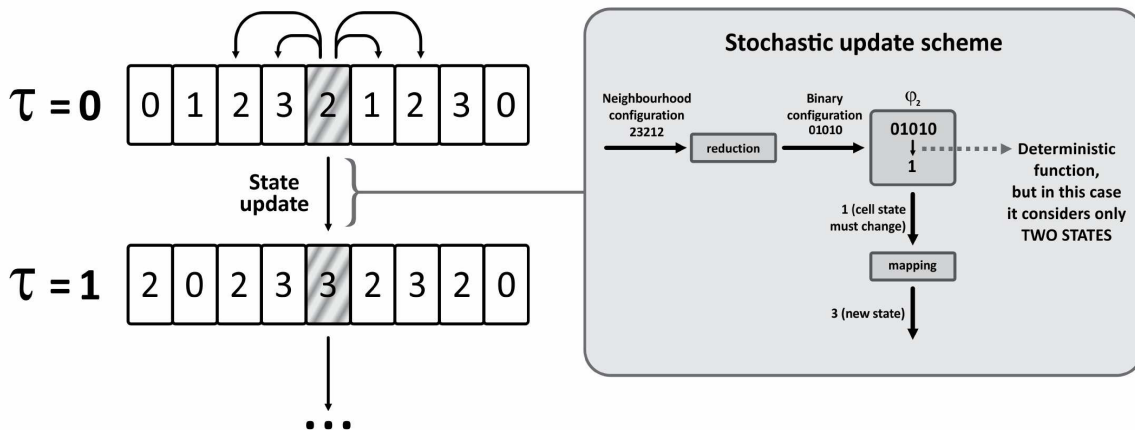 τ = 0
0 1 2 3 2 1 2 3 0
State
update
τ = 1
2 0 2 3 3 2 3 2 0
...
Stochastic update scheme
Neighbourhood
configuration
23212
reduction
Binary
configuration
01010
φ₂
01010
1
Deterministic
function,
but in this case
it considers only
TWO STATES
1 (cell state
must change)
mapping
3 (new state)